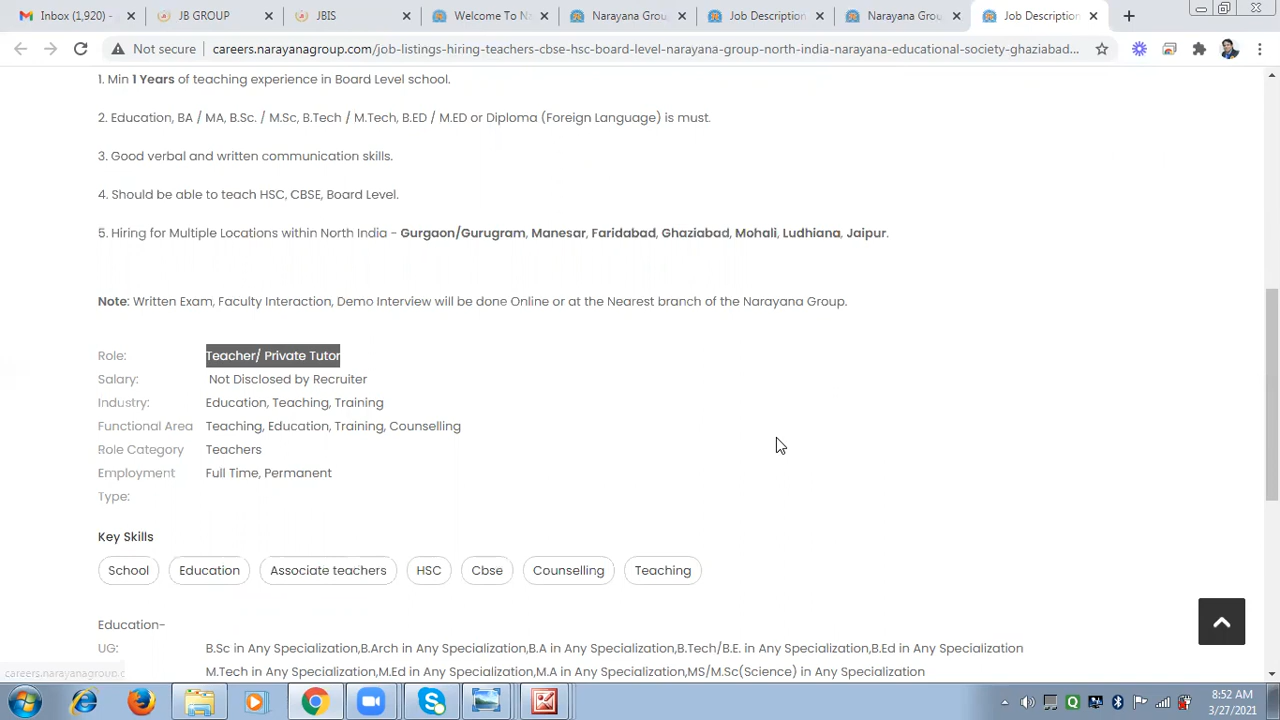 Inbox (1,920) -
JB GROUP
JBIS
Welcome To N
Narayana Grou
Job Description
Narayana Grou
Job Description
Not secure
careers.narayanagroup.com/job-listings-hiring-teachers-cbse-hsc-board-level-narayana-group-north-india-narayana-educational-society-ghaziabad...
1. Min 1 Years of teaching experience in Board Level school.
2. Education, BA / MA, B.Sc. / M.Sc, B.Tech / M.Tech, B.ED / M.ED or Diploma (Foreign Language) is must.
3. Good verbal and written communication skills.
4. Should be able to teach HSC, CBSE, Board Level.
5. Hiring for Multiple Locations within North India - Gurgaon/Gurugram, Manesar, Faridabad, Ghaziabad, Mohali, Ludhiana, Jaipur.
Note: Written Exam, Faculty Interaction, Demo Interview will be done Online or at the Nearest branch of the Narayana Group.
Role: Teacher/ Private Tutor
Salary: Not Disclosed by Recruiter
Industry: Education, Teaching, Training
Functional Area Teaching, Education, Training, Counselling
Role Category Teachers
Employment Full Time, Permanent
Type:
Key Skills
School Education Associate teachers HSC Cbse Counselling Teaching
Education-
UG: B.Sc in Any Specialization,B.Arch in Any Specialization,B.A in Any Specialization,B.Tech/B.E. in Any Specialization,B.Ed in Any Specialization
M.Tech in Any Specialization,M.Ed in Any Specialization,M.A in Any Specialization,MS/M.Sc(Science) in Any Specialization
careers.narayanagroup.c
8:52 AM
3/27/2021